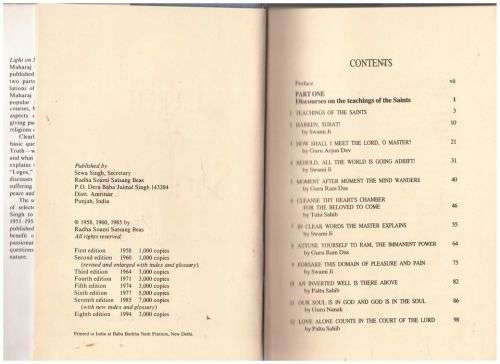 Light on
Maharaj
published
two parts
lutions of
Maharaj
popular
courses,
aspects
giving pa
religions
Clearl
basic que
Truth
and what
explains
"Logos,"
discusses
suffering
peace and
The s
of selec
Singh to
1951-195
published
benefit o
passionat
questions
nature.
Published by
Sewa Singh, Secretary
Radha Soami Satsang Beas
P.O. Dera Baba Jaimal Singh 143204
Distt. Amritsar
Punjab, India
© 1958, 1960, 1985 by
Radha Soami Satsang Beas
All rights reserved
First edition 1958 3,000 copies
Second edition 1960 1,000 copies
(revised and enlarged with index and glossary)
Third edition 1964 3,000 copies
Fourth edition 1971 3,000 copies
Fifth edition 1974 2,000 copies
Sixth edition 1977 5,000 copies
Seventh edition 1985 7,000 copies
(with new index and glossary)
Eighth edition 1994 3,000 copies
Printed in India at Baba Barkha Nath Printers, New Delhi.
CONTENTS
Preface vii
PART ONE
Discourses on the teachings of the Saints 1
1 TEACHINGS OF THE SAINTS 3
2 HARKEN, SURAT! 10
by Swami Ji
3 HOW SHALL I MEET THE LORD, O MASTER? 21
by Guru Arjan Dev
4 BEHOLD, ALL THE WORLD IS GOING ADRIFT! 31
by Swami Ji
5 MOMENT AFTER MOMENT THE MIND WANDERS 40
by Guru Ram Das
6 CLEANSE THY HEART'S CHAMBER
FOR THE BELOVED TO COME 46
by Tulsi Sahib
7 IN CLEAR WORDS THE MASTER EXPLAINS 55
by Swami Ji
8 ATTUNE YOURSELF TO RAM, THE IMMANENT POWER 64
by Guru Ram Das
9 FORSAKE THIS DOMAIN OF PLEASURE AND PAIN 75
by Swami Ji
10 AN INVERTED WELL IS THERE ABOVE 82
by Paltu Sahib
11 OUR SOUL IS IN GOD AND GOD IS IN THE SOUL 86
by Guru Nanak
12 LOVE ALONE COUNTS IN THE COURT OF THE LORD 98
by Paltu Sahib